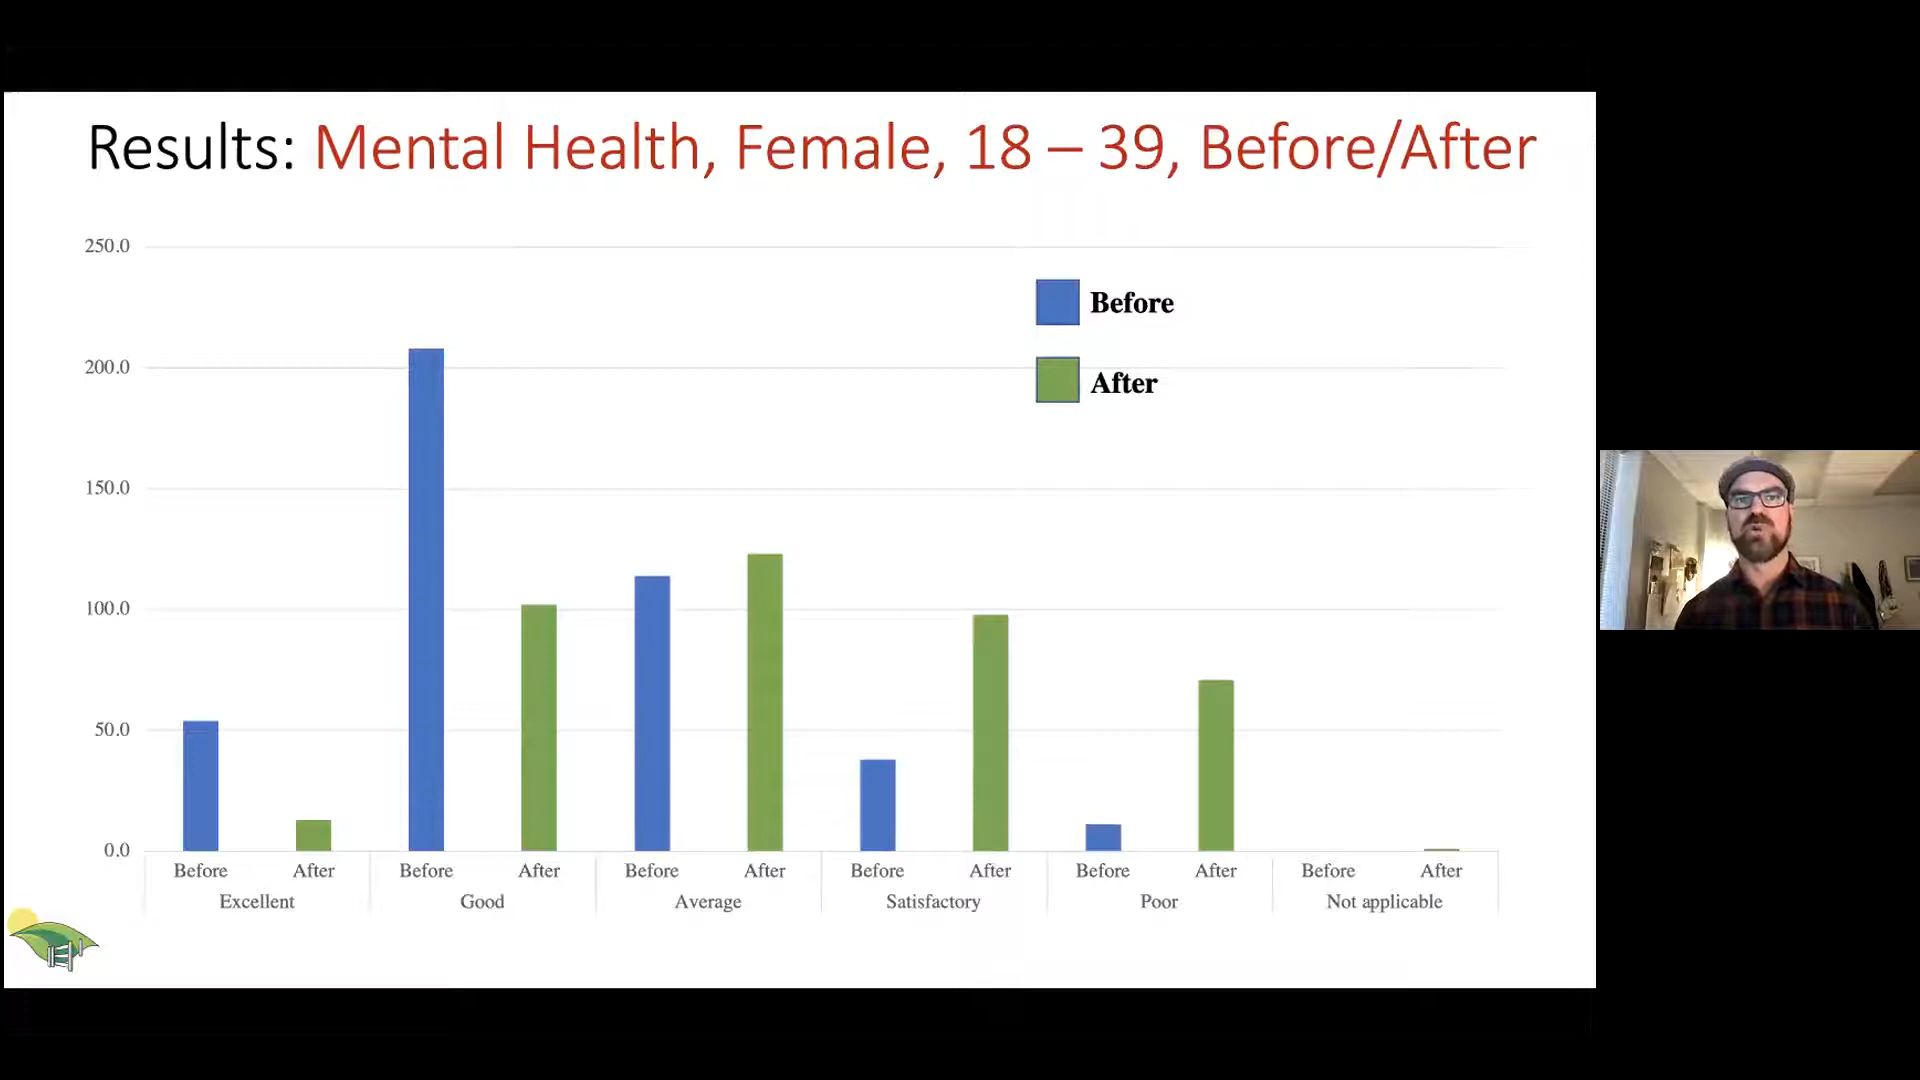 Results: Mental Health, Female, 18 – 39, Before/After
250.0
200.0
150.0
100.0
50.0
0.0
Before
After
Before After Before After Before After Before After Before After Before After
Excellent Good Average Satisfactory Poor Not applicable